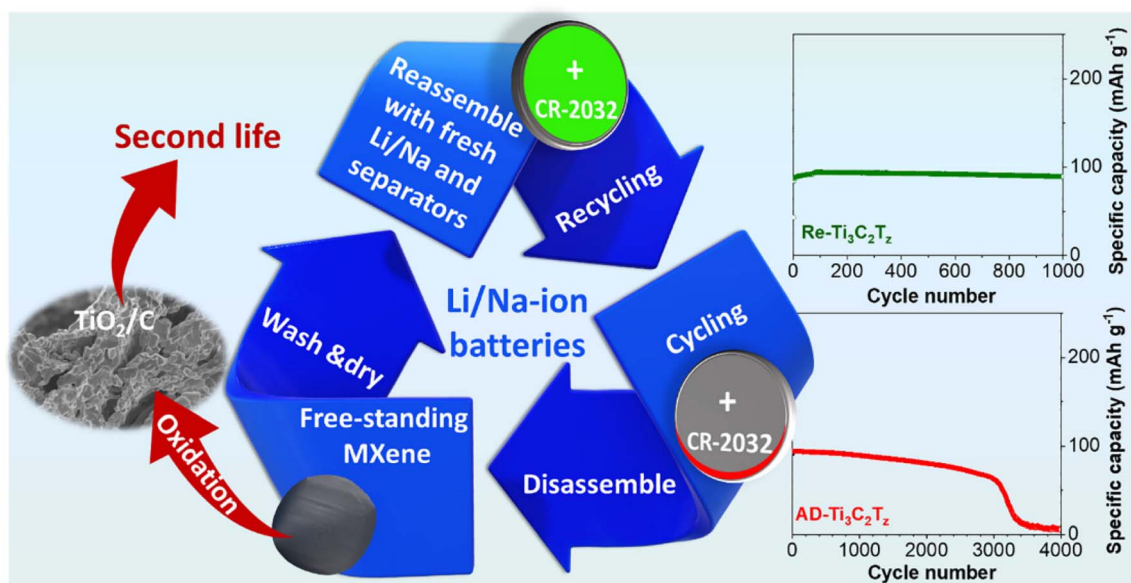 Second life
TiO₂/C
Oxidation
Wash &dry
Free-standing
MXene
Reassemble
with fresh
Li/Na and
separators
+
CR-2032
Recycling
Li/Na-ion
batteries
Cycling
+
CR-2032
Disassemble
200
100
0
Specific capacity (mAh g⁻¹)
Re-Ti₃C₂T𝓏
0 200 400 600 800 1000
Cycle number
200
100
0
Specific capacity (mAh g⁻¹)
AD-Ti₃C₂T𝓏
0 1000 2000 3000 4000
Cycle number